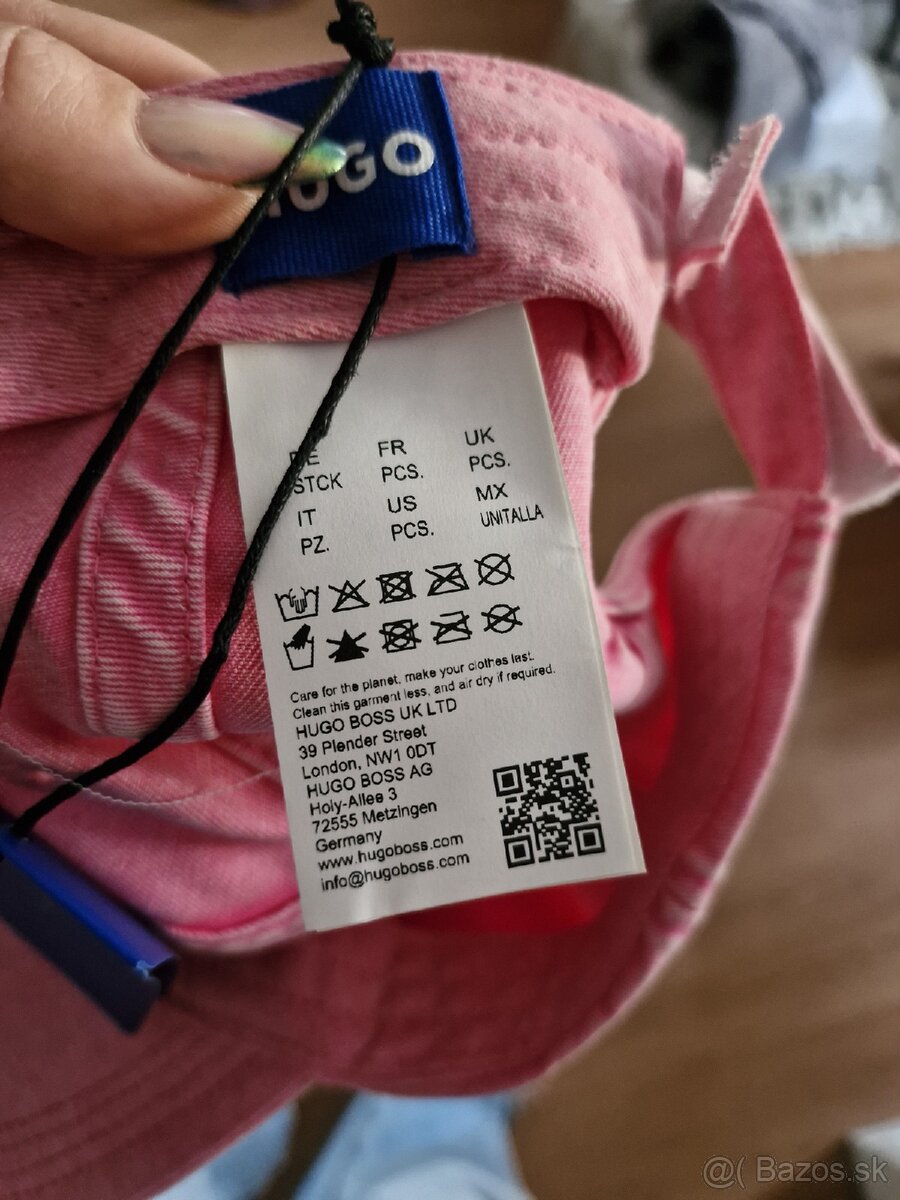 HUGO
DE FR UK
STCK PCS. PCS.
IT US MX
PZ. PCS. UNITALLA
Care for the planet, make your clothes last.
Clean this garment less, and air dry if required.
HUGO BOSS UK LTD
39 Plender Street
London, NW1 0DT
HUGO BOSS AG
Holy-Allee 3
72555 Metzingen
Germany
www.hugoboss.com
info@hugoboss.com
@( Bazos.sk